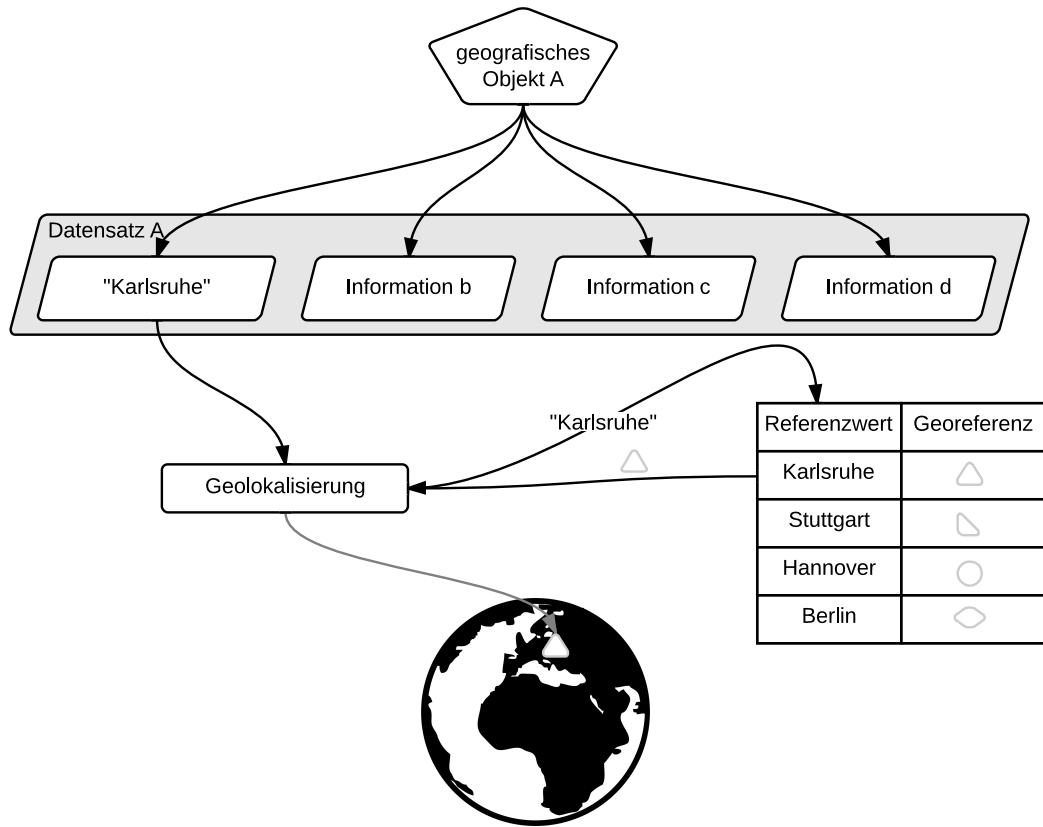 geografisches
Objekt A
Datensatz A
"Karlsruhe"
Information b
Information c
Information d
"Karlsruhe"
Geolokalisierung
Referenzwert Georeferenz
Karlsruhe
Stuttgart
Hannover
Berlin